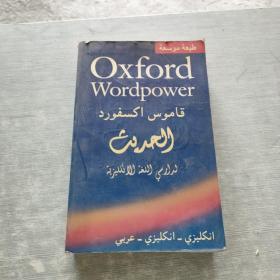 طبعة موسعة
Oxford
Wordpower
قاموس اكسفورد
الحديث
لدارسي اللغة الانكليزية
انكليزي - انكليزي - عربي